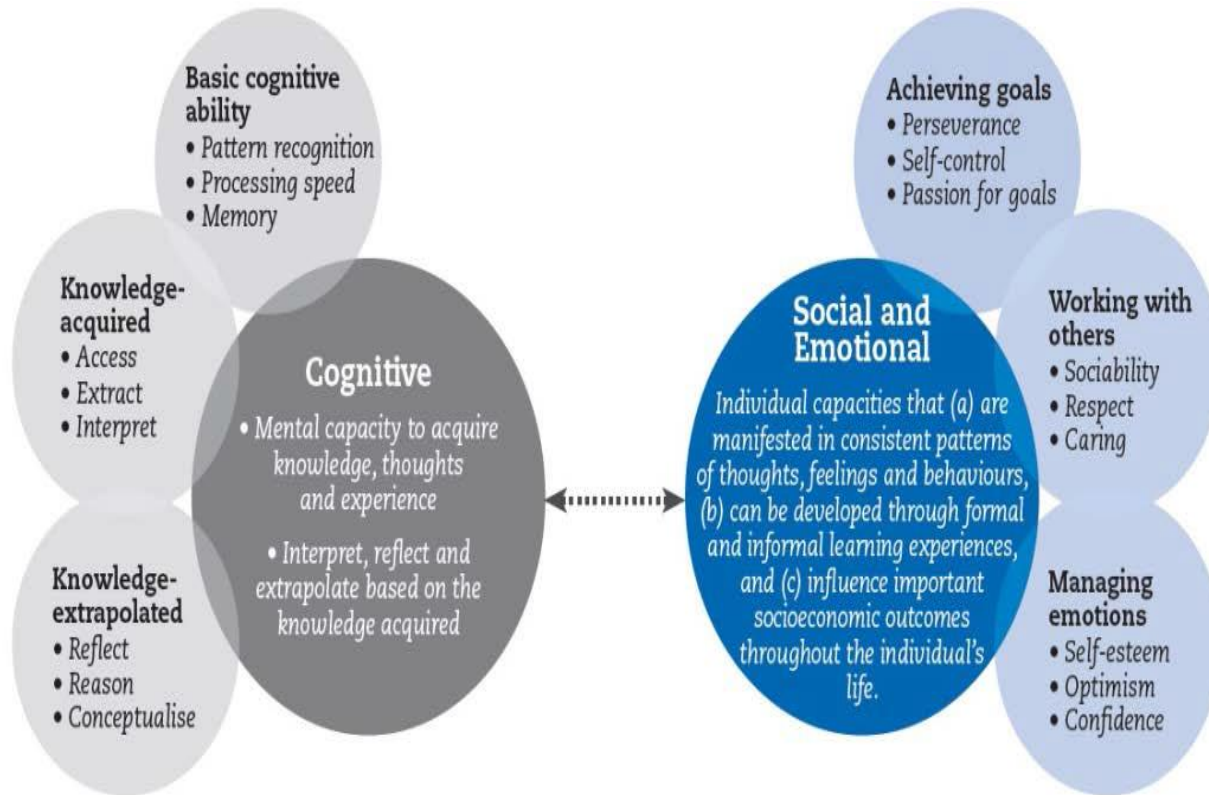 Basic cognitive
ability
• Pattern recognition
• Processing speed
• Memory
Knowledge-
acquired
• Access
• Extract
• Interpret
Knowledge-
extrapolated
• Reflect
• Reason
• Conceptualise
Cognitive
• Mental capacity to acquire
knowledge, thoughts
and experience
• Interpret, reflect and
extrapolate based on the
knowledge acquired
Social and
Emotional
Individual capacities that (a) are
manifested in consistent patterns
of thoughts, feelings and behaviours,
(b) can be developed through formal
and informal learning experiences,
and (c) influence important
socioeconomic outcomes
throughout the individual's
life.
Achieving goals
• Perseverance
• Self-control
• Passion for goals
Working with
others
• Sociability
• Respect
• Caring
Managing
emotions
• Self-esteem
• Optimism
• Confidence